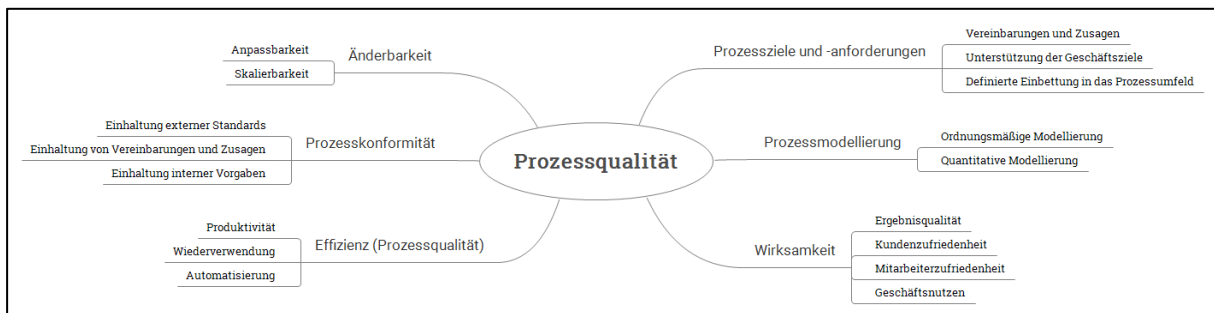 Prozessqualität
Änderbarkeit
Anpassbarkeit
Skalierbarkeit
Prozesskonformität
Einhaltung externer Standards
Einhaltung von Vereinbarungen und Zusagen
Einhaltung interner Vorgaben
Effizienz (Prozessqualität)
Produktivität
Wiederverwendung
Automatisierung
Prozessziele und -anforderungen
Vereinbarungen und Zusagen
Unterstützung der Geschäftsziele
Definierte Einbettung in das Prozessumfeld
Prozessmodellierung
Ordnungsmäßige Modellierung
Quantitative Modellierung
Wirksamkeit
Ergebnisqualität
Kundenzufriedenheit
Mitarbeiterzufriedenheit
Geschäftsnutzen